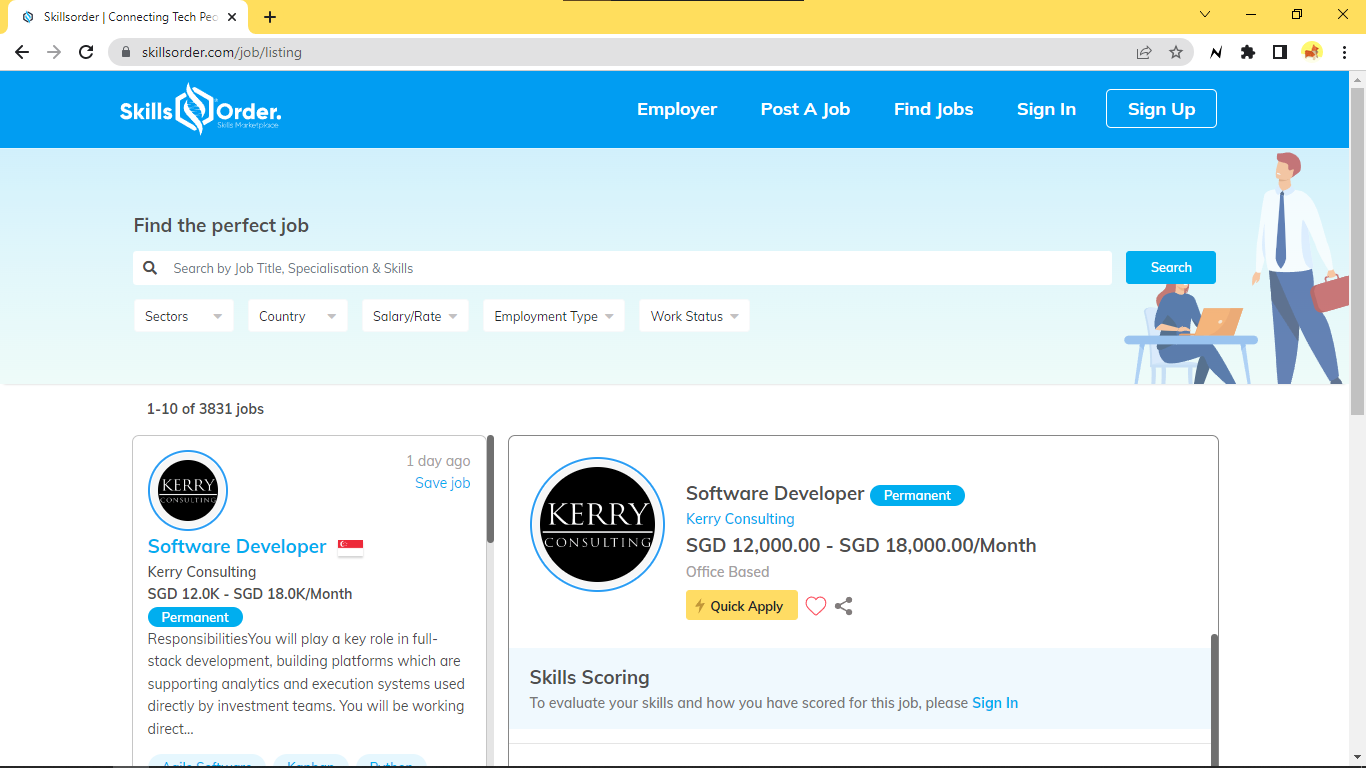 Skillsorder | Connecting Tech Peo
skillsorder.com/job/listing
Skills Order.
Skills Marketplace
Employer
Post A Job
Find Jobs
Sign In
Sign Up
Find the perfect job
Search by Job Title, Specialisation & Skills
Search
Sectors
Country
Salary/Rate
Employment Type
Work Status
1-10 of 3831 jobs
KERRY
CONSULTING
1 day ago
Save job
Software Developer
Kerry Consulting
SGD 12.0K - SGD 18.0K/Month
Permanent
ResponsibilitiesYou will play a key role in full-
stack development, building platforms which are
supporting analytics and execution systems used
directly by investment teams. You will be working
direct...
Agile Software
Kanban
Python
KERRY
CONSULTING
Software Developer
Permanent
Kerry Consulting
SGD 12,000.00 - SGD 18,000.00/Month
Office Based
Quick Apply
Skills Scoring
To evaluate your skills and how you have scored for this job, please Sign In